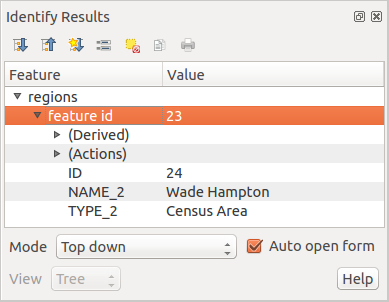 Identify Results
Feature Value
regions
feature id 23
(Derived)
(Actions)
ID 24
NAME_2 Wade Hampton
TYPE_2 Census Area
Mode Top down Auto open form
View Tree Help